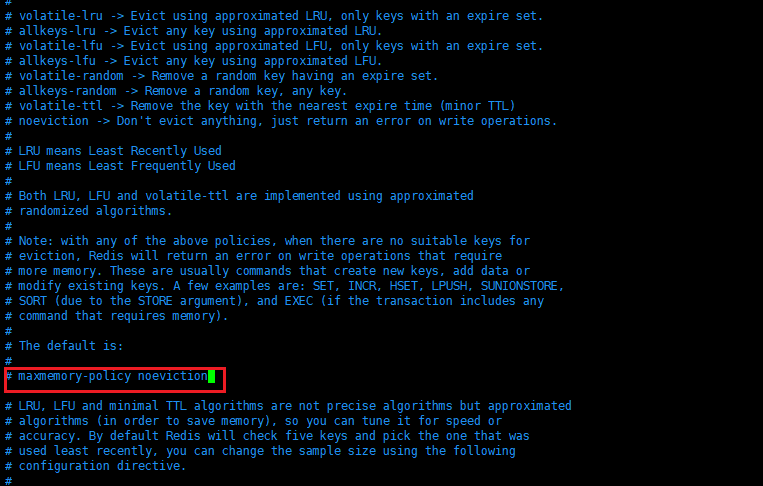 #
# volatile-lru -> Evict using approximated LRU, only keys with an expire set.
# allkeys-lru -> Evict any key using approximated LRU.
# volatile-lfu -> Evict using approximated LFU, only keys with an expire set.
# allkeys-lfu -> Evict any key using approximated LFU.
# volatile-random -> Remove a random key having an expire set.
# allkeys-random -> Remove a random key, any key.
# volatile-ttl -> Remove the key with the nearest expire time (minor TTL)
# noeviction -> Don't evict anything, just return an error on write operations.
#
# LRU means Least Recently Used
# LFU means Least Frequently Used
#
# Both LRU, LFU and volatile-ttl are implemented using approximated
# randomized algorithms.
#
# Note: with any of the above policies, when there are no suitable keys for
# eviction, Redis will return an error on write operations that require
# more memory. These are usually commands that create new keys, add data or
# modify existing keys. A few examples are: SET, INCR, HSET, LPUSH, SUNIONSTORE,
# SORT (due to the STORE argument), and EXEC (if the transaction includes any
# command that requires memory).
#
# The default is:
#
# maxmemory-policy noeviction
# LRU, LFU and minimal TTL algorithms are not precise algorithms but approximated
# algorithms (in order to save memory), so you can tune it for speed or
# accuracy. By default Redis will check five keys and pick the one that was
# used least recently, you can change the sample size using the following
# configuration directive.
#